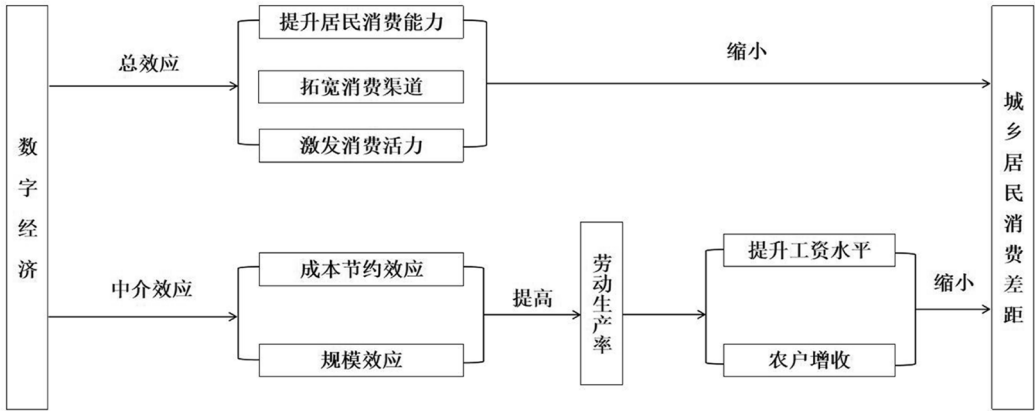 数字经济
总效应
提升居民消费能力
拓宽消费渠道
激发消费活力
缩小
中介效应
成本节约效应
规模效应
提高
劳动生产率
提升工资水平
农户增收
缩小
城乡居民消费差距